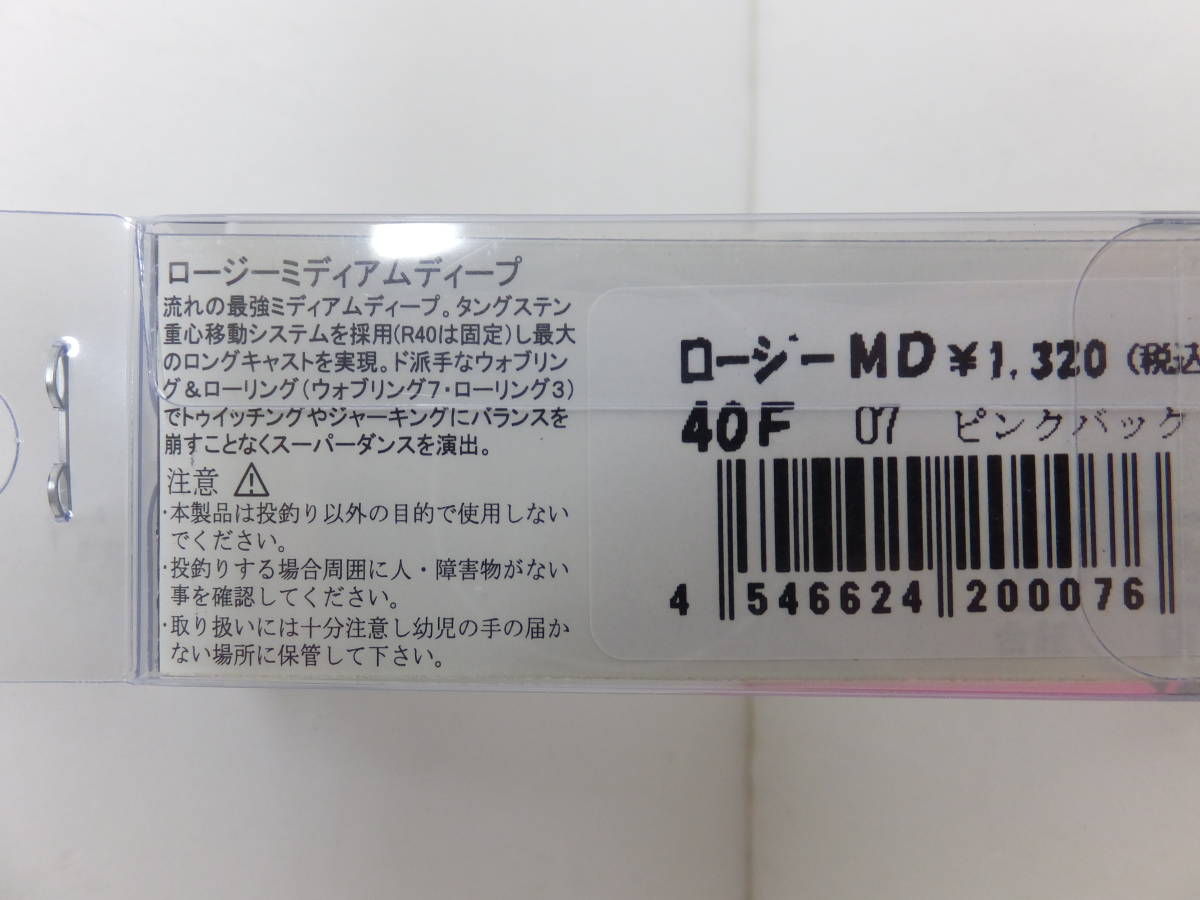 ロージーミディアムディープ
流れの最強ミディアムディープ。タングステン
重心移動システムを採用(R40は固定)し最大
のロングキャストを実現。ド派手なウォブリン
グ＆ローリング(ウォブリング7・ローリング3)
でトゥイッチングやジャーキングにバランスを
崩すことなくスーパーダンスを演出。
注意
・本製品は投釣り以外の目的で使用しない
でください。
・投釣りする場合周囲に人・障害物がない
事を確認してください。
・取り扱いには十分注意し幼児の手の届か
ない場所に保管して下さい。
ロージーMD ¥1,320 (税込
40F 07 ピンクバック
4 546624 200076